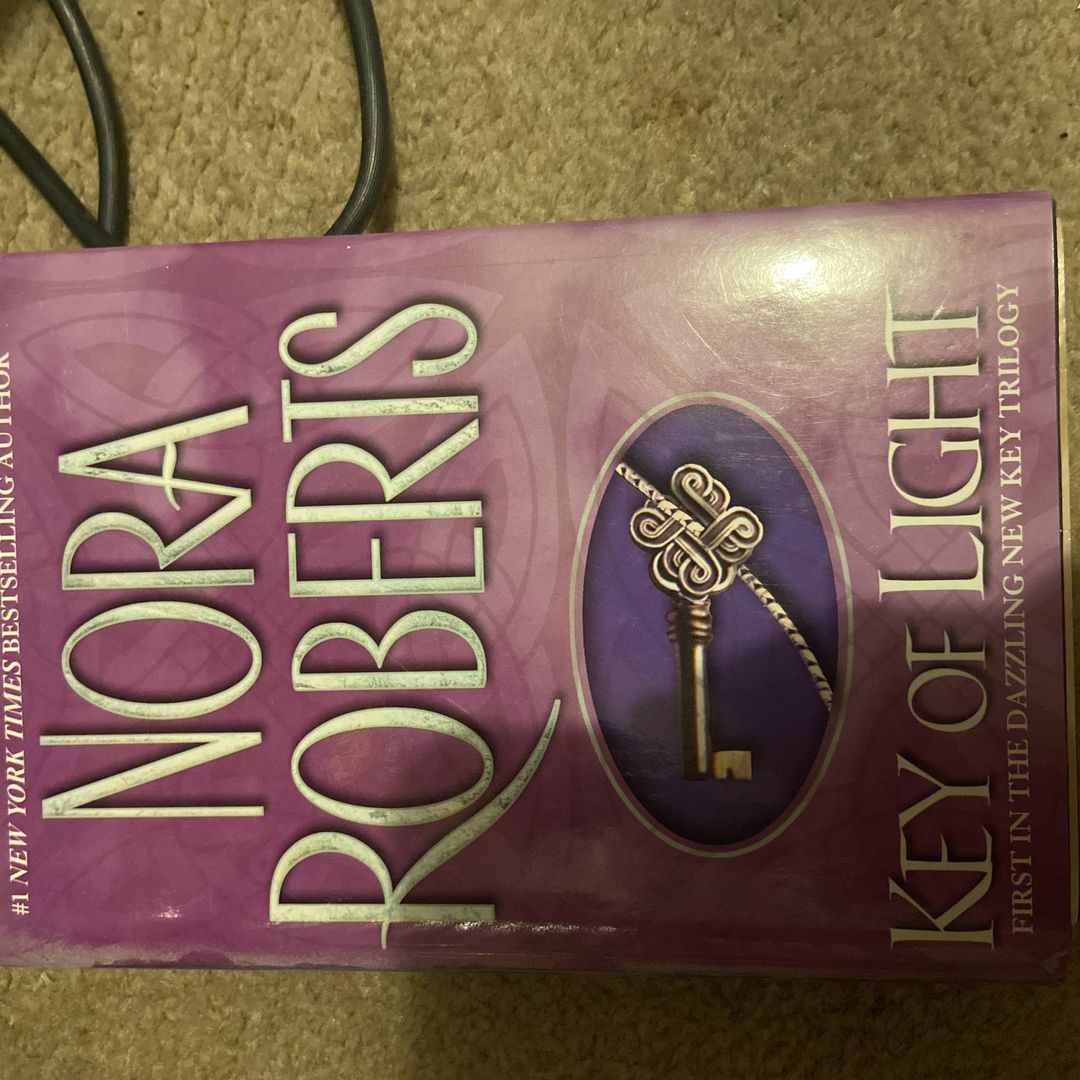 #1 NEW YORK TIMES BESTSELLING AUTHOR
NORA
ROBERTS
KEY OF LIGHT
FIRST IN THE DAZZLING NEW KEY TRILOGY